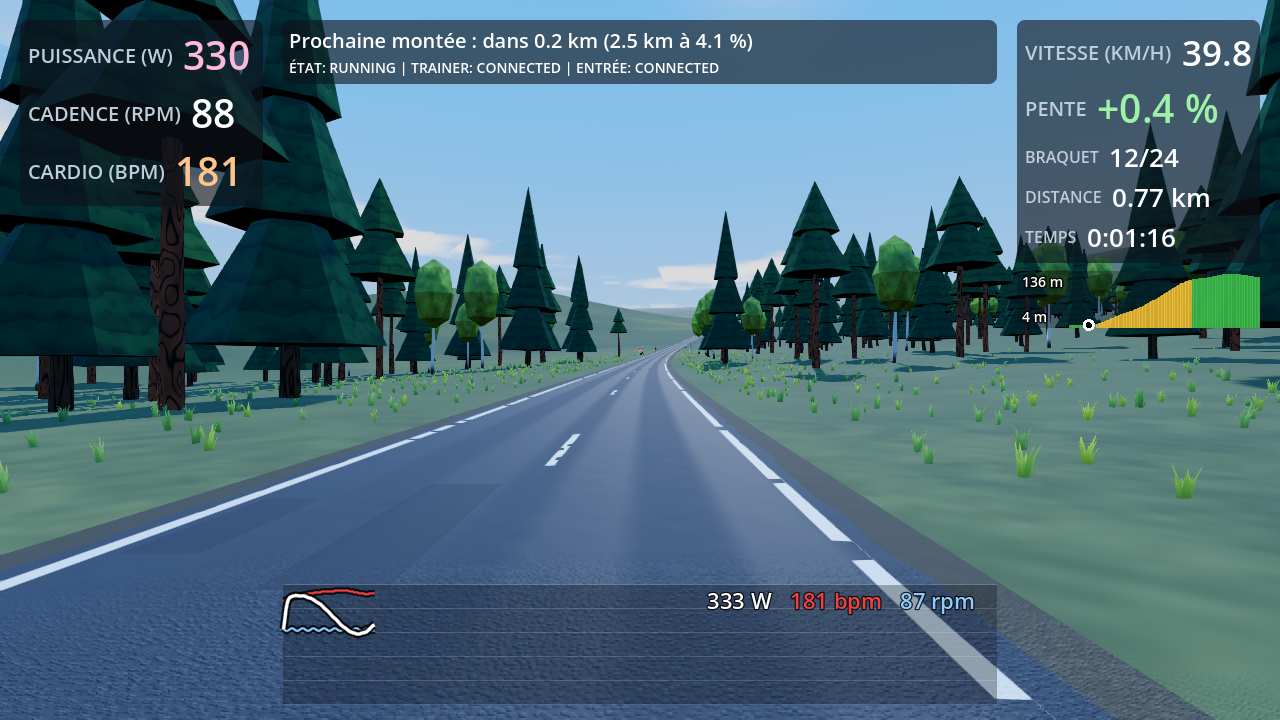 PUISSANCE (W) 330
CADENCE (RPM) 88
CARDIO (BPM) 181
Prochaine montée : dans 0.2 km (2.5 km à 4.1 %)
ÉTAT: RUNNING | TRAINER: CONNECTED | ENTRÉE: CONNECTED
VITESSE (KM/H) 39.8
PENTE +0.4 %
BRAQUET 12/24
DISTANCE 0.77 km
TEMPS 0:01:16
136 m
4 m
333 W 181 bpm 87 rpm